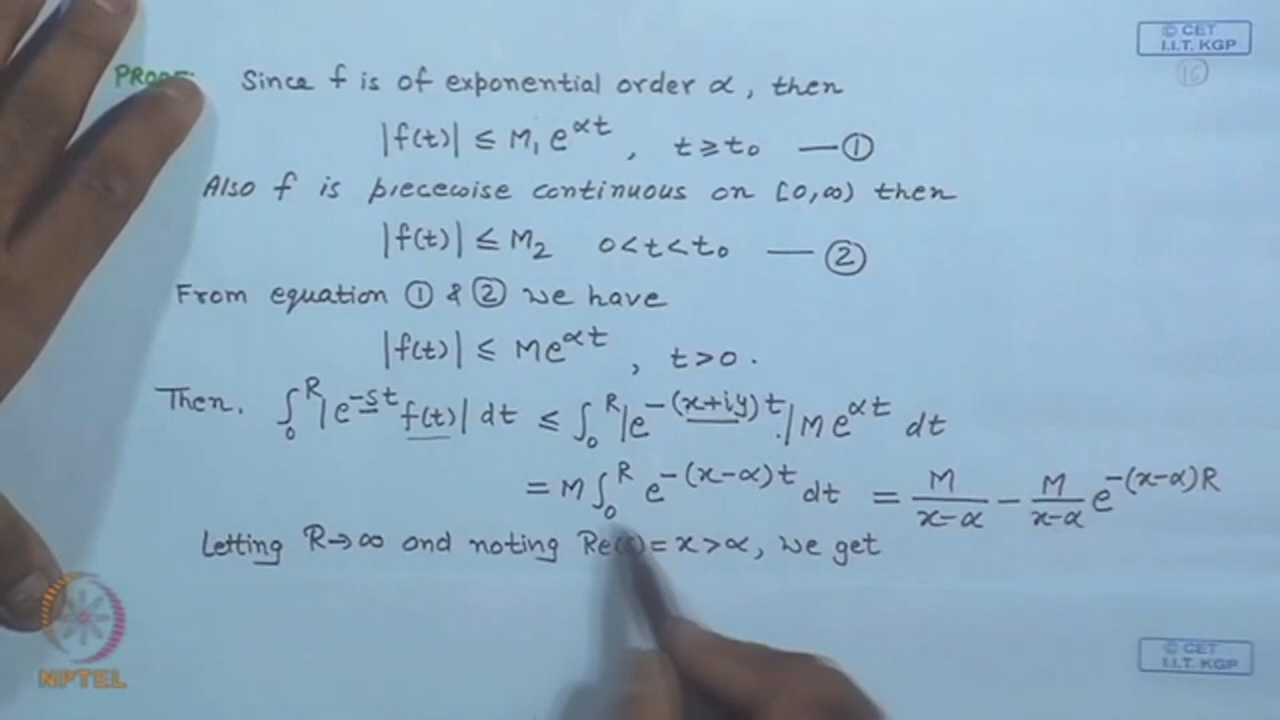 © CET
I.I.T. KGP
16
PROOF: Since f is of exponential order α, then
|f(t)| ≤ M₁ e^{αt} , t ≥ t₀ —①
Also f is piecewise continuous on [0,∞) then
|f(t)| ≤ M₂ 0<t<t₀ —②
From equation ① & ② we have
|f(t)| ≤ Me^{αt} , t>0.
Then, ∫₀^R |e^{-st} f(t)| dt ≤ ∫₀^R |e^{-(x+iy)t}| M e^{αt} dt
= M ∫₀^R e^{-(x-α)t} dt = M/(x-α) - M/(x-α) e^{-(x-α)R}
Letting R→∞ and noting Re(s) = x>α, we get
© CET
I.I.T. KGP
NPTEL